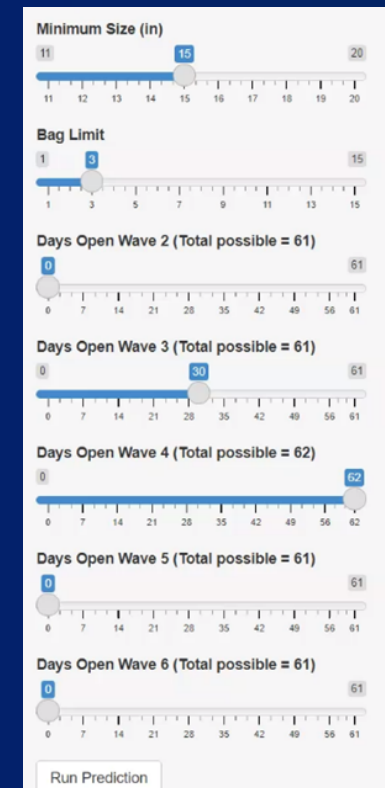 Minimum Size (in)
11 15 20
11 12 13 14 15 16 17 18 19 20
Bag Limit
1 3 15
1 3 5 7 9 11 13 15
Days Open Wave 2 (Total possible = 61)
0 61
0 7 14 21 28 35 42 49 56 61
Days Open Wave 3 (Total possible = 61)
0 30 61
0 7 14 21 28 35 42 49 56 61
Days Open Wave 4 (Total possible = 62)
0 62
0 7 14 21 28 35 42 49 56 62
Days Open Wave 5 (Total possible = 61)
0 61
0 7 14 21 28 35 42 49 56 61
Days Open Wave 6 (Total possible = 61)
0 61
0 7 14 21 28 35 42 49 56 61
Run Prediction